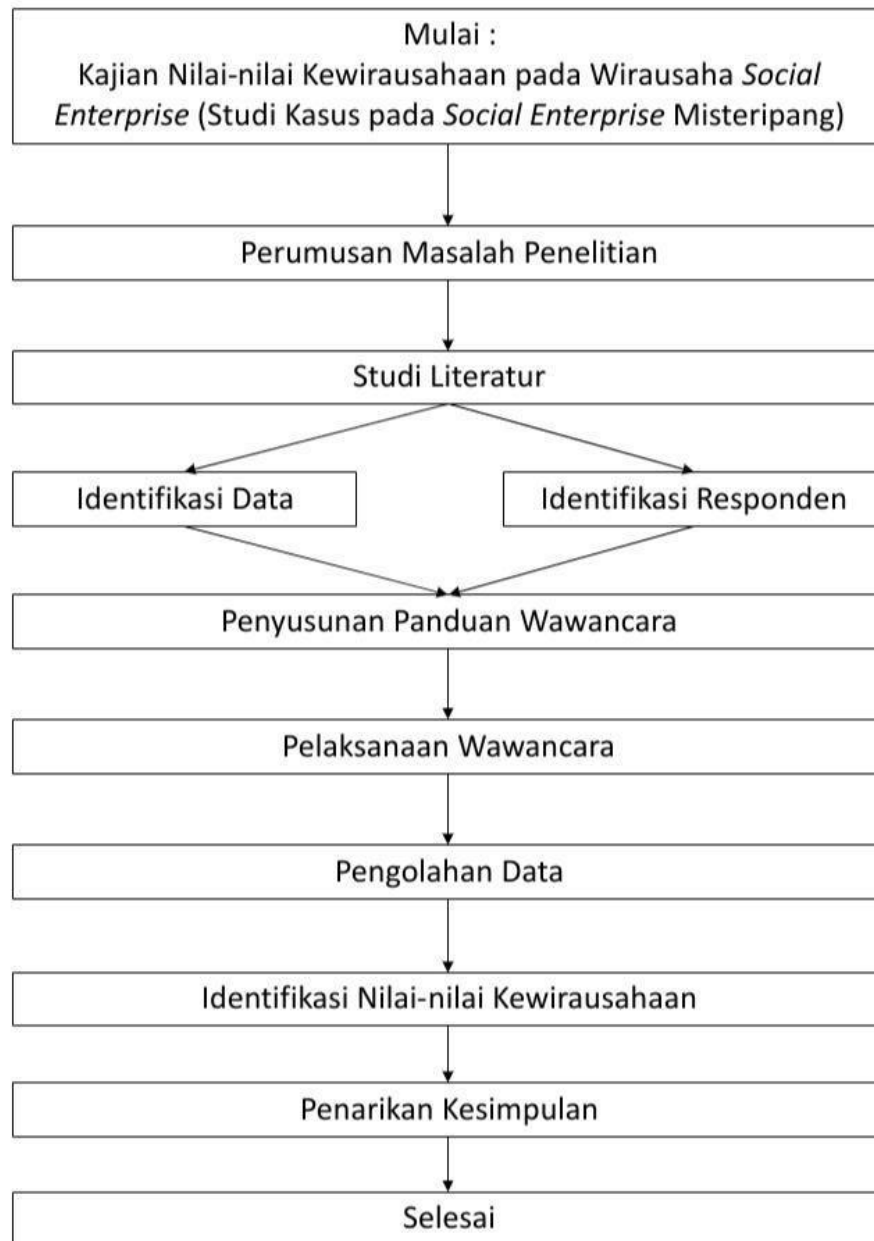 Mulai :
Kajian Nilai-nilai Kewirausahaan pada Wirausaha Social
Enterprise (Studi Kasus pada Social Enterprise Misteripang)
Perumusan Masalah Penelitian
Studi Literatur
Identifikasi Data
Identifikasi Responden
Penyusunan Panduan Wawancara
Pelaksanaan Wawancara
Pengolahan Data
Identifikasi Nilai-nilai Kewirausahaan
Penarikan Kesimpulan
Selesai